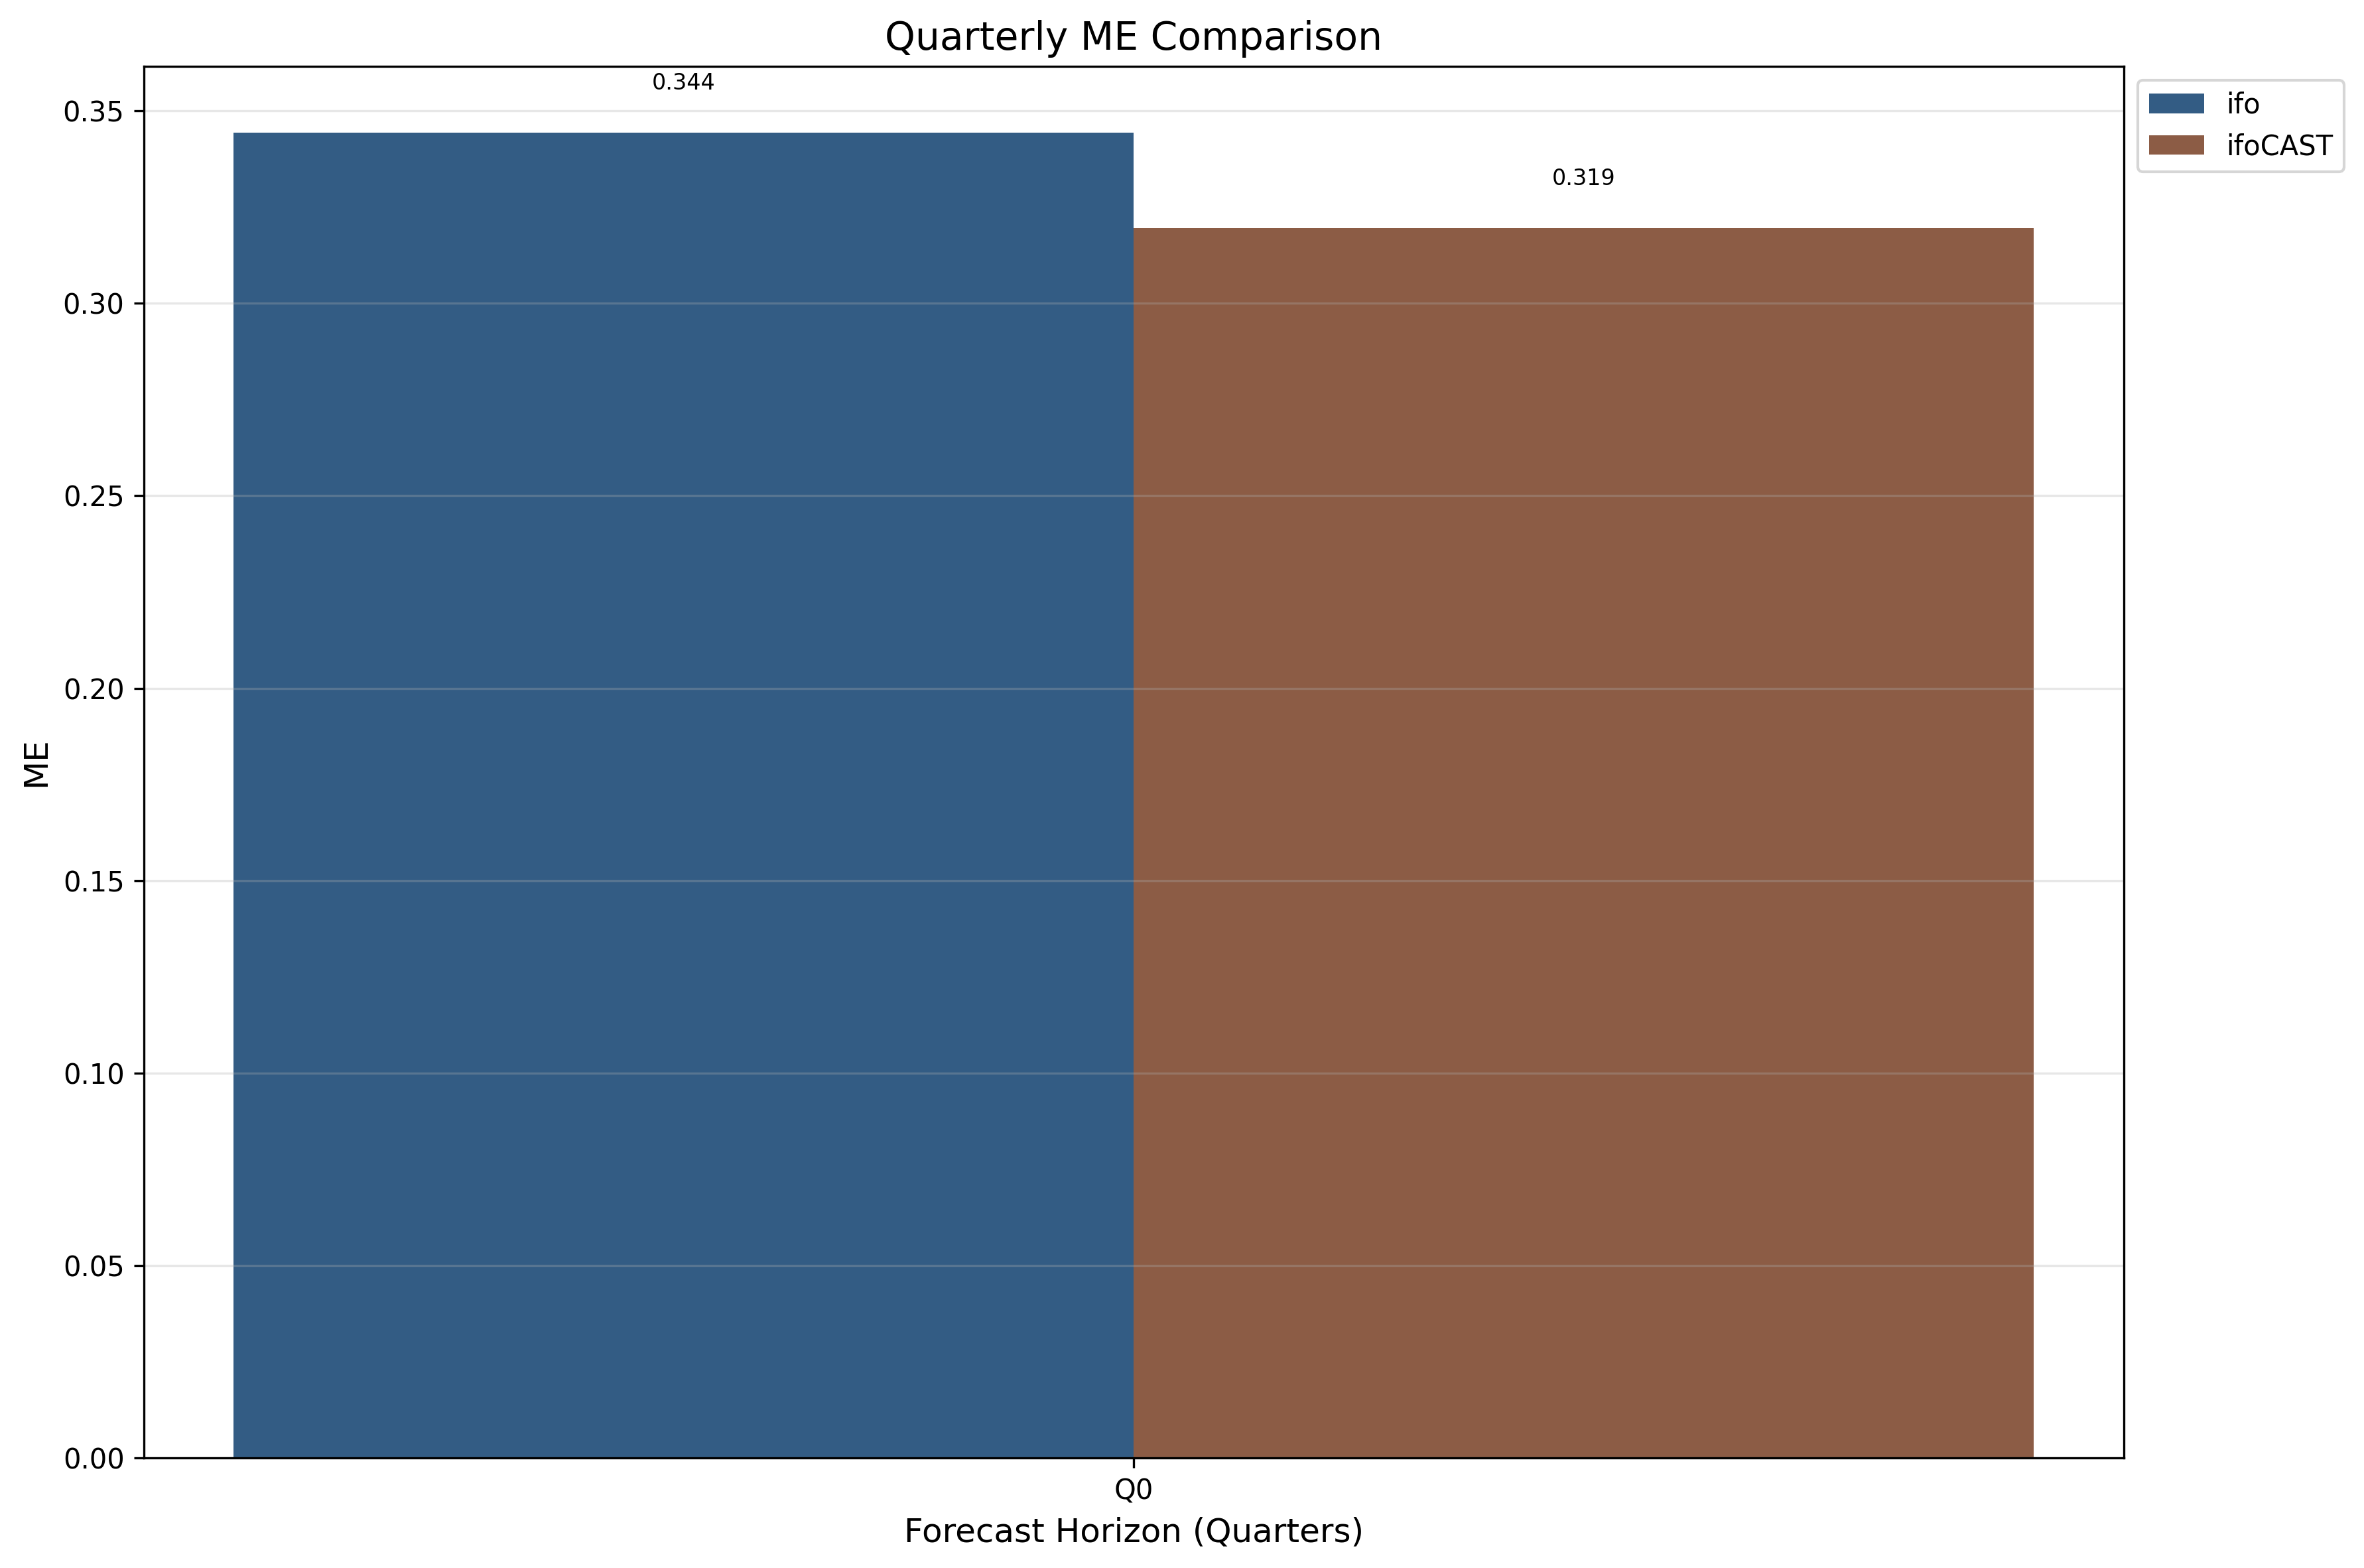 Quarterly ME Comparison
0.344
0.319
ifo
ifoCAST
0.35
0.30
0.25
0.20
0.15
0.10
0.05
0.00
ME
Q0
Forecast Horizon (Quarters)